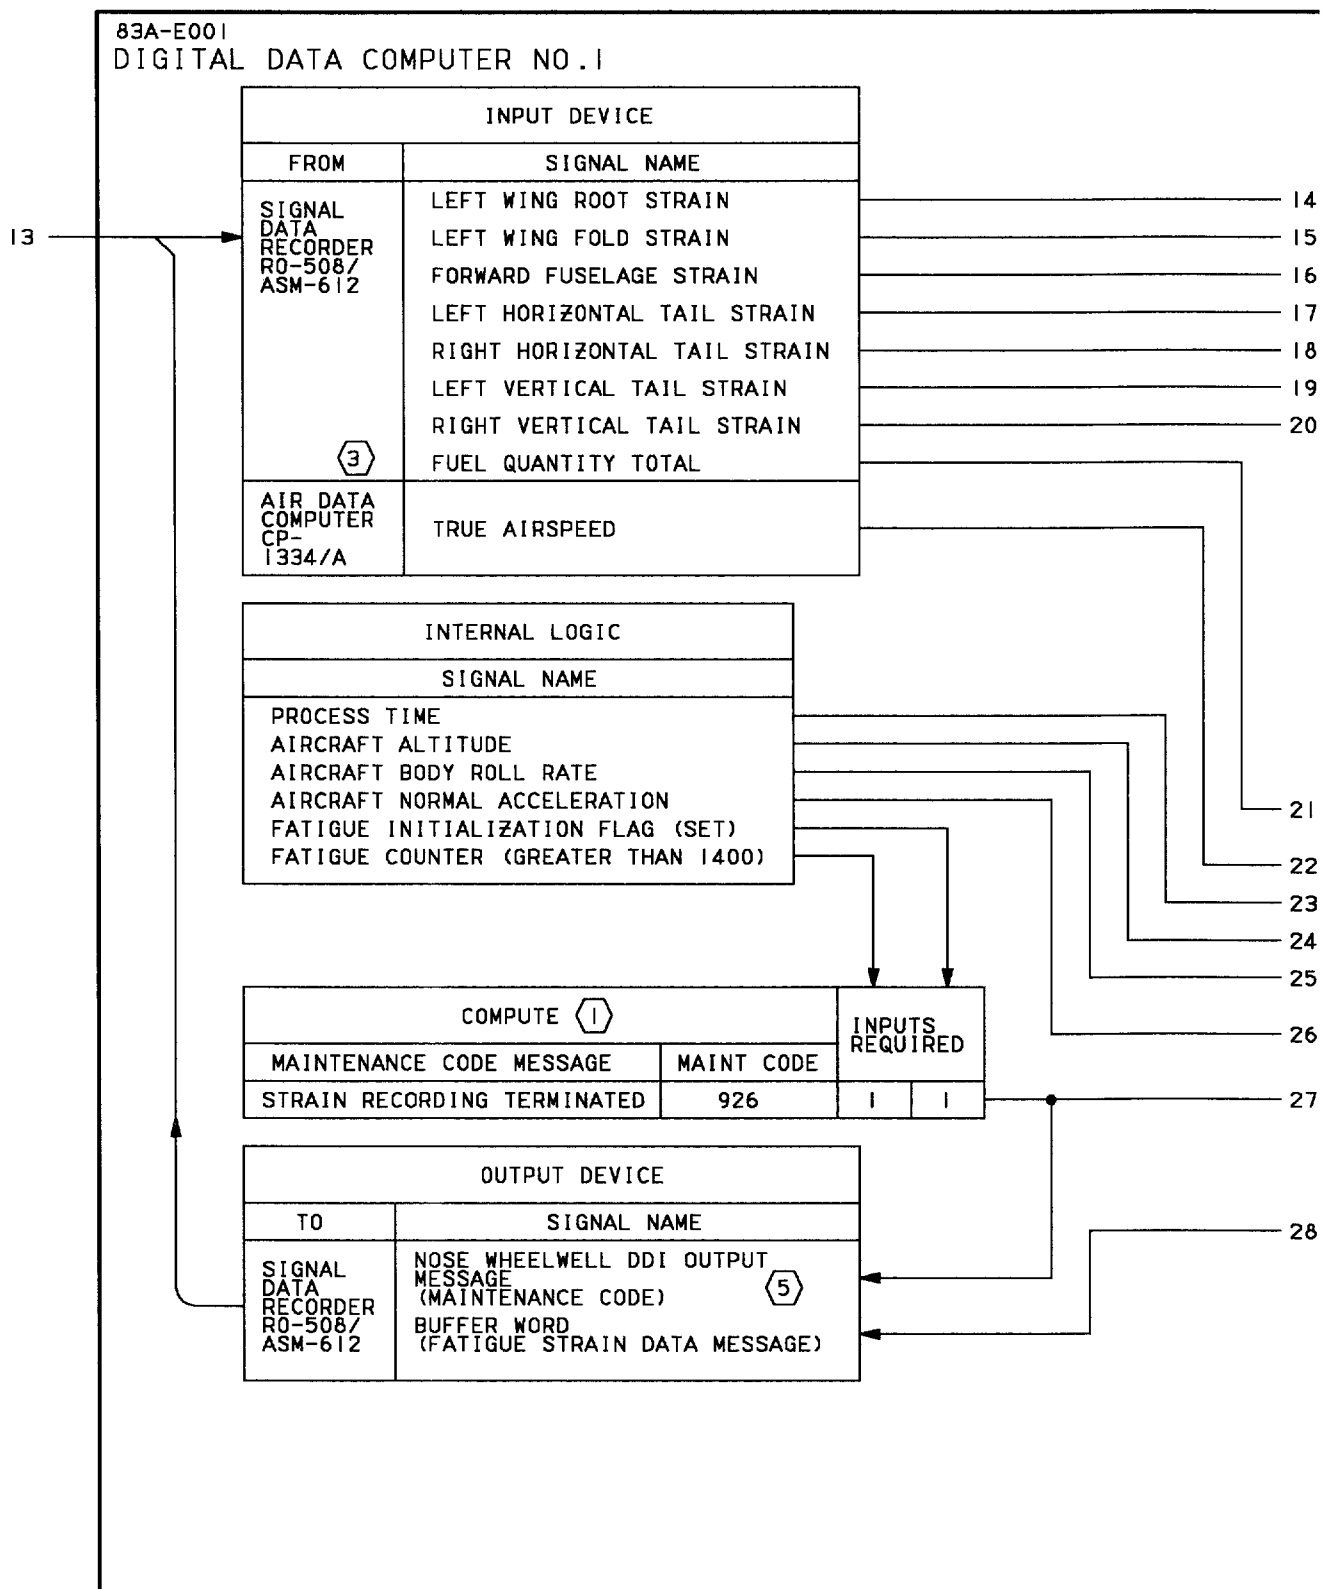 83A-E001
DIGITAL DATA COMPUTER NO.1
INPUT DEVICE
FROM
SIGNAL NAME
SIGNAL
DATA
RECORDER
RO-508/
ASM-612
3
LEFT WING ROOT STRAIN
LEFT WING FOLD STRAIN
FORWARD FUSELAGE STRAIN
LEFT HORIZONTAL TAIL STRAIN
RIGHT HORIZONTAL TAIL STRAIN
LEFT VERTICAL TAIL STRAIN
RIGHT VERTICAL TAIL STRAIN
FUEL QUANTITY TOTAL
AIR DATA
COMPUTER
CP-
1334/A
TRUE AIRSPEED
13
14
15
16
17
18
19
20
INTERNAL LOGIC
SIGNAL NAME
PROCESS TIME
AIRCRAFT ALTITUDE
AIRCRAFT BODY ROLL RATE
AIRCRAFT NORMAL ACCELERATION
FATIGUE INITIALIZATION FLAG (SET)
FATIGUE COUNTER (GREATER THAN 1400)
21
22
23
24
25
26
COMPUTE 1
INPUTS
REQUIRED
MAINTENANCE CODE MESSAGE
MAINT CODE
STRAIN RECORDING TERMINATED
926
1
1
27
OUTPUT DEVICE
TO
SIGNAL NAME
SIGNAL
DATA
RECORDER
RO-508/
ASM-612
NOSE WHEELWELL DDI OUTPUT
MESSAGE
(MAINTENANCE CODE)
5
BUFFER WORD
(FATIGUE STRAIN DATA MESSAGE)
28